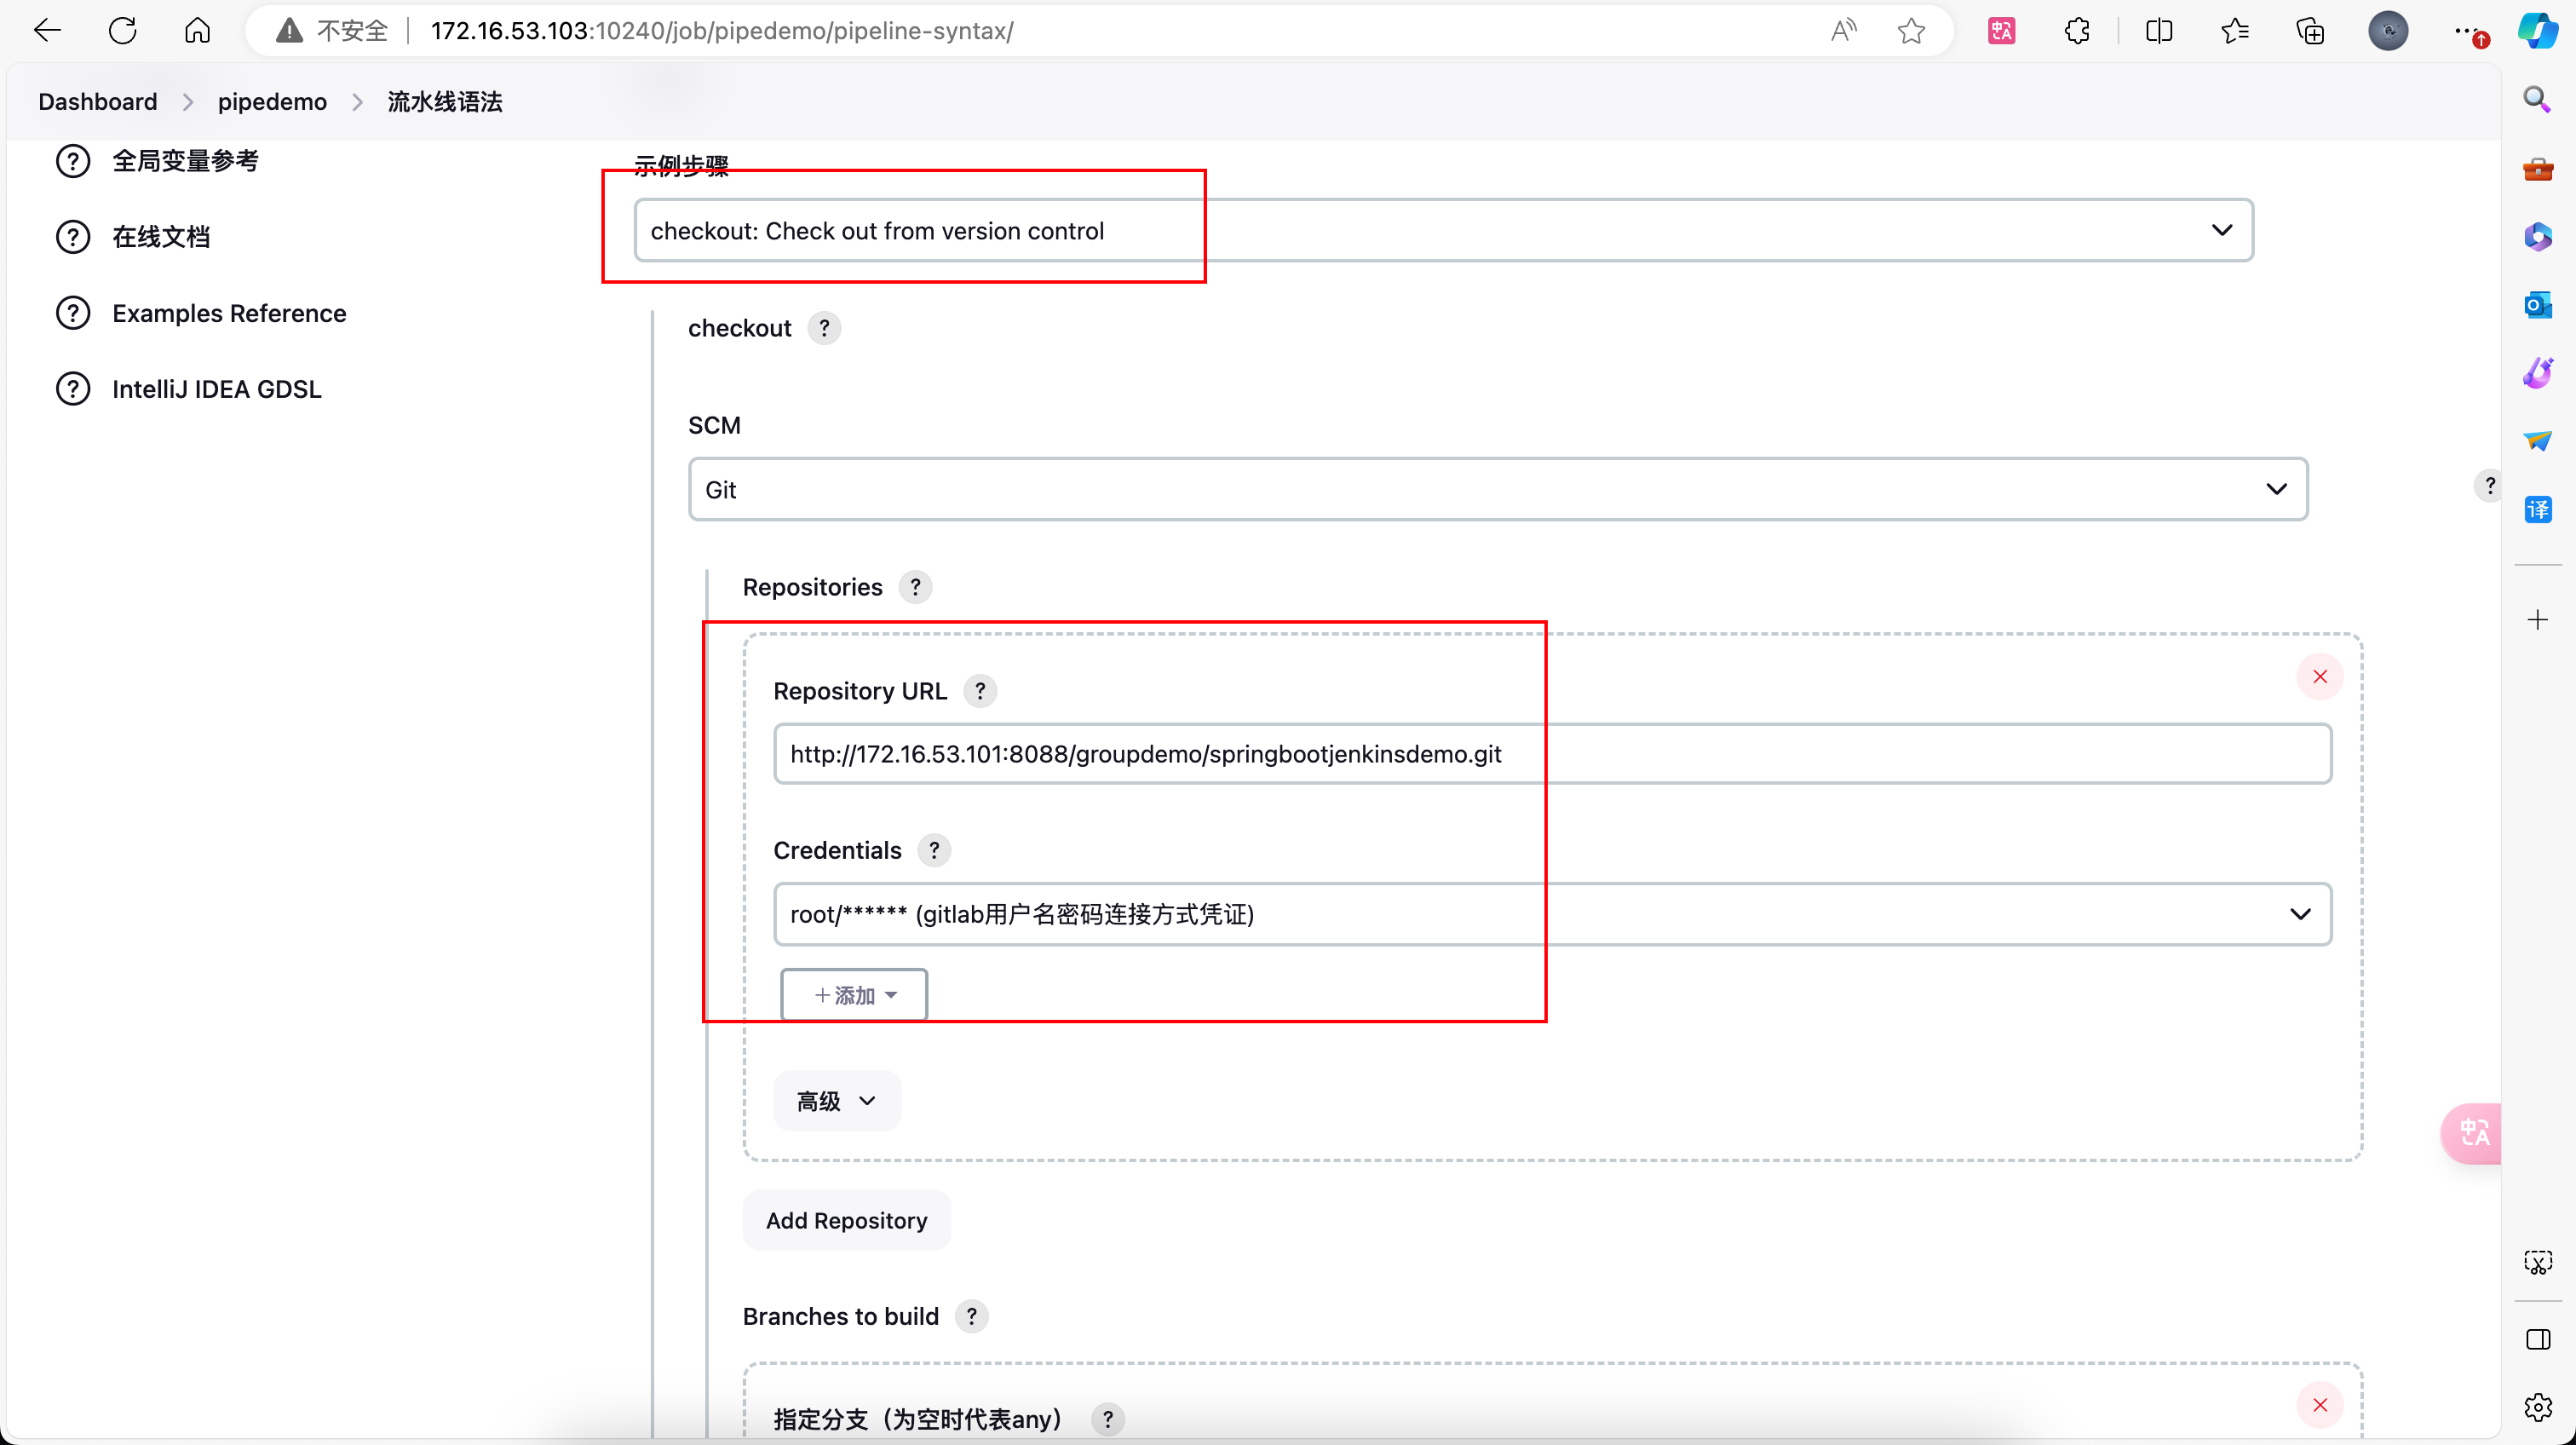 不安全 172.16.53.103:10240/job/pipedemo/pipeline-syntax/
Dashboard pipedemo 流水线语法
全局变量参考
在线文档
Examples Reference
IntelliJ IDEA GDSL
示例步骤
checkout: Check out from version control
checkout ?
SCM
Git
?
Repositories ?
Repository URL ?
http://172.16.53.101:8088/groupdemo/springbootjenkinsdemo.git
Credentials ?
root/****** (gitlab用户名密码连接方式凭证)
添加
高级
Add Repository
Branches to build ?
指定分支（为空时代表any） ?
译
中A